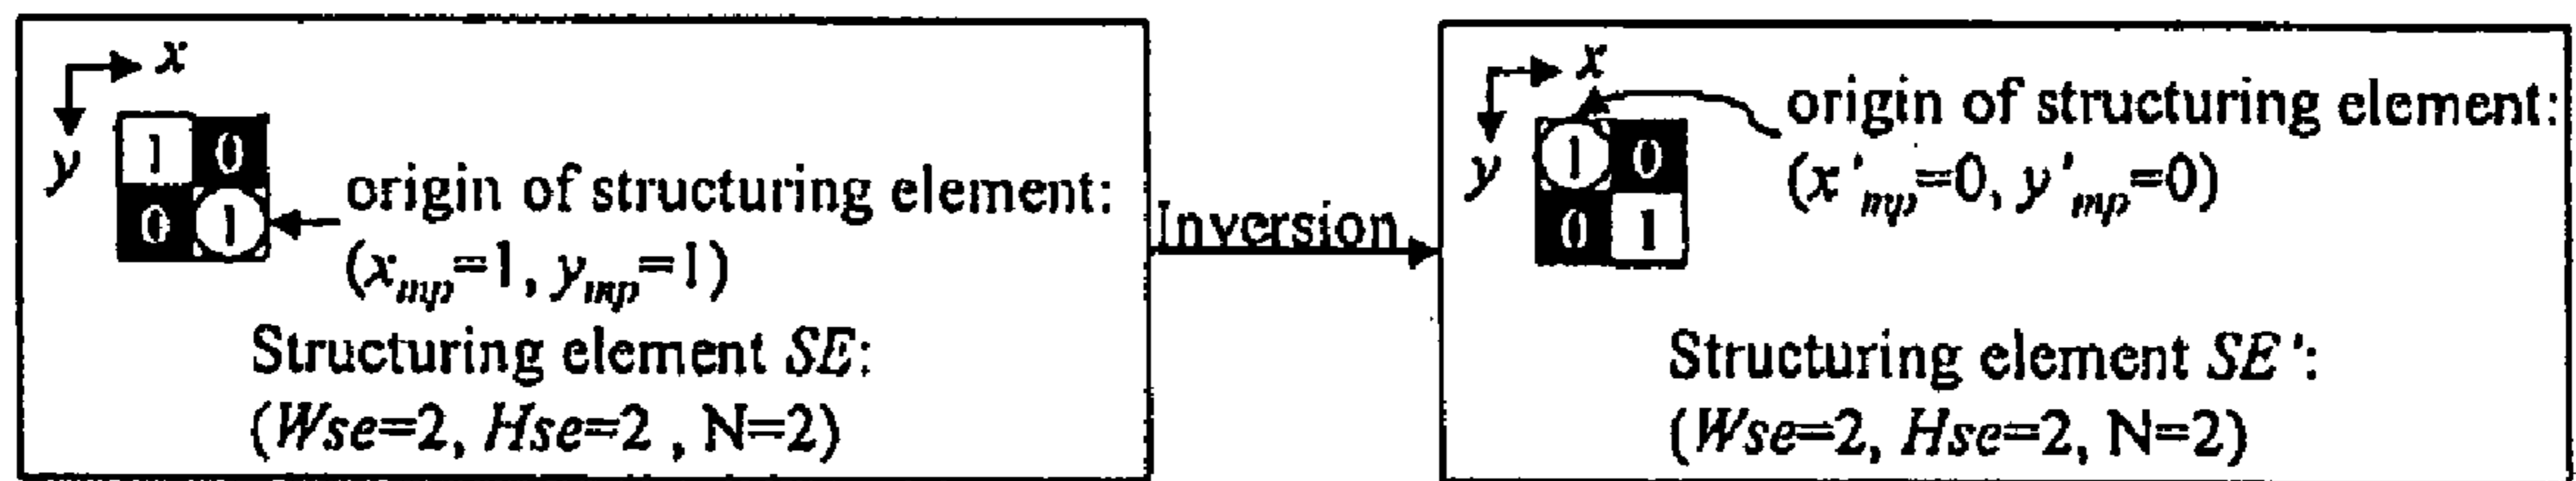 x
y
1 0
0 1
origin of structuring element:
(x_mp=1, y_mp=1)
Structuring element SE:
(Wse=2, Hse=2 , N=2)
Inversion
x
y
1 0
0 1
origin of structuring element:
(x'_mp=0, y'_mp=0)
Structuring element SE':
(Wse=2, Hse=2, N=2)